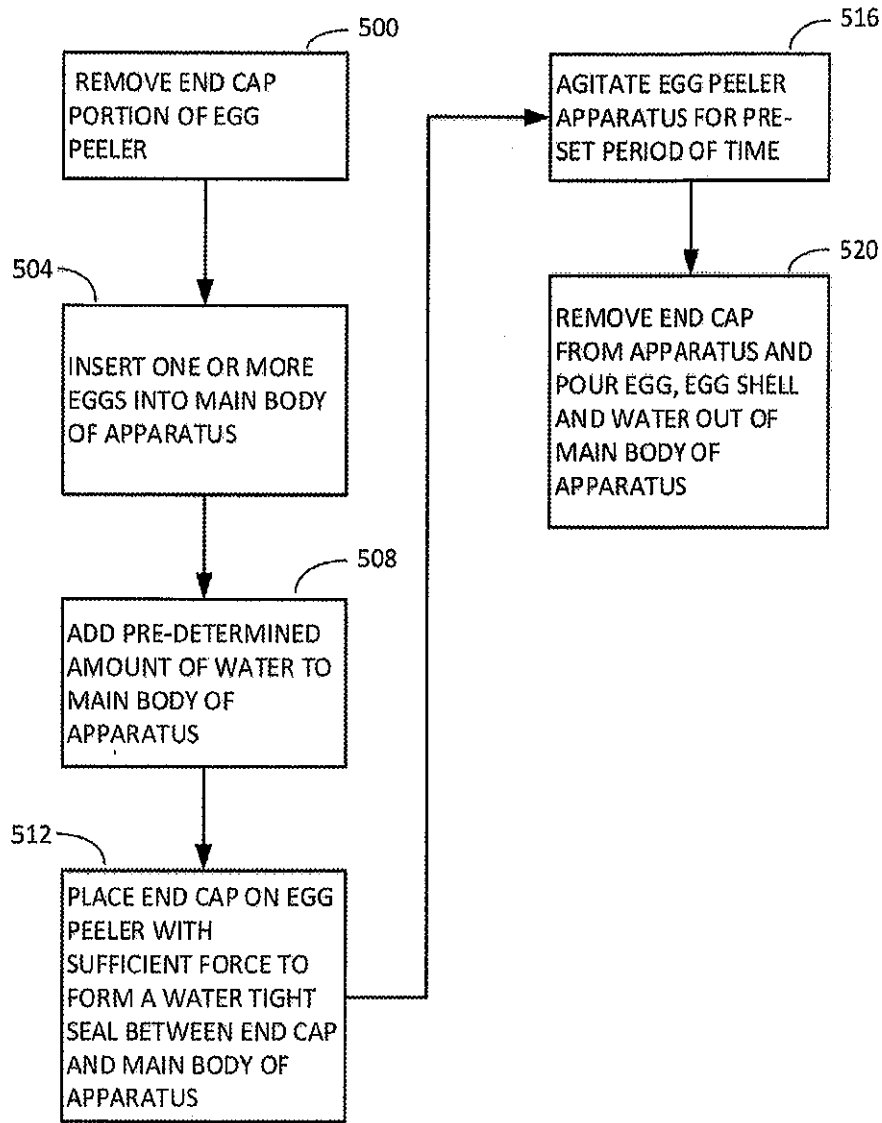 500
REMOVE END CAP
PORTION OF EGG
PEELER
504
INSERT ONE OR MORE
EGGS INTO MAIN BODY
OF APPARATUS
508
ADD PRE-DETERMINED
AMOUNT OF WATER TO
MAIN BODY OF
APPARATUS
512
PLACE END CAP ON EGG
PEELER WITH
SUFFICIENT FORCE TO
FORM A WATER TIGHT
SEAL BETWEEN END CAP
AND MAIN BODY OF
APPARATUS
516
AGITATE EGG PEELER
APPARATUS FOR PRE-
SET PERIOD OF TIME
520
REMOVE END CAP
FROM APPARATUS AND
POUR EGG, EGG SHELL
AND WATER OUT OF
MAIN BODY OF
APPARATUS